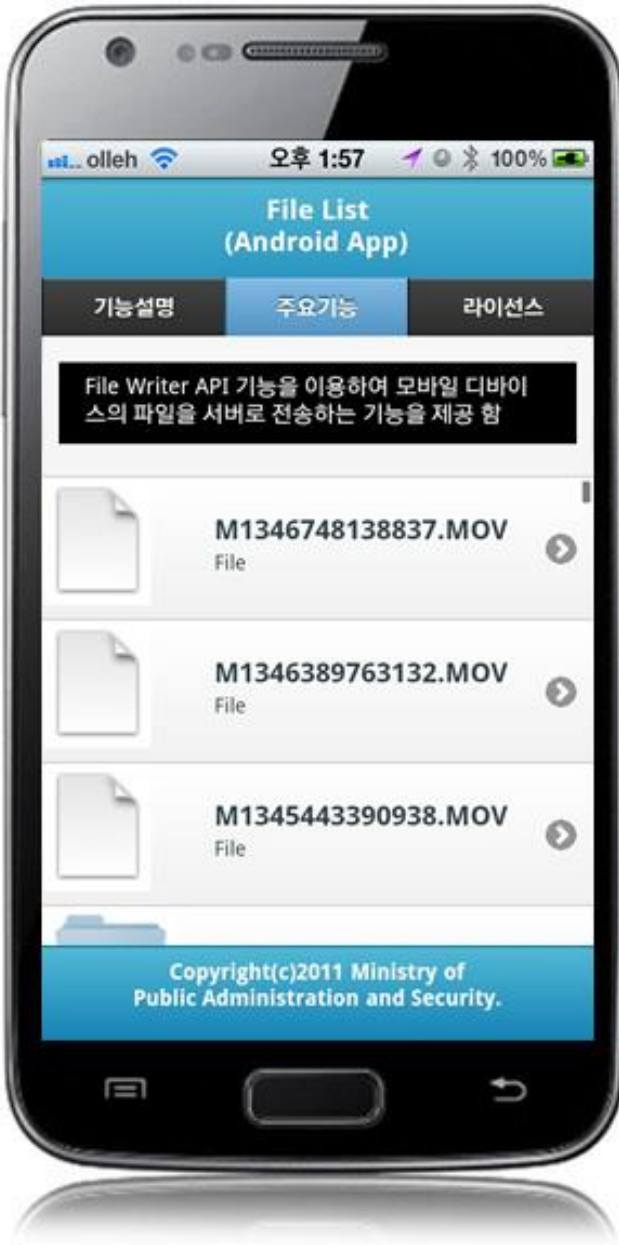 olleh 오후 1:57 100%
File List
(Android App)
기능설명 주요기능 라이선스
File Writer API 기능을 이용하여 모바일 디바이
스의 파일을 서버로 전송하는 기능을 제공 함
M1346748138837.MOV
File
M1346389763132.MOV
File
M1345443390938.MOV
File
Copyright(c)2011 Ministry of
Public Administration and Security.